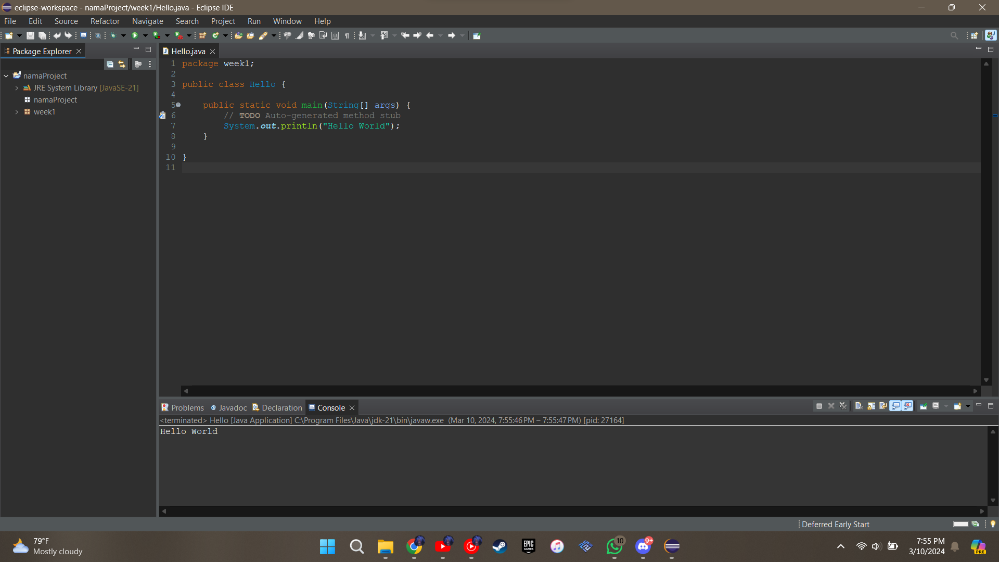 eclipse-workspace - namaProject/week1/Hello.java - Eclipse IDE
File Edit Source Refactor Navigate Search Project Run Window Help
Package Explorer
namaProject
JRE System Library [JavaSE-21]
namaProject
week1
Hello.java
1 package week1;
2
3 public class Hello {
4
5 public static void main(String[] args) {
6 // TODO Auto-generated method stub
7 System.out.println("Hello World");
8 }
9
10 }
11
Problems Javadoc Declaration Console
<terminated> Hello [Java Application] C:\Program Files\Java\jdk-21\bin\javaw.exe (Mar 10, 2024, 7:55:46 PM – 7:55:47 PM) [pid: 27164]
Hello World
Deferred Early Start
79°F
Mostly cloudy
EPIC
10
9+
7:55 PM
3/10/2024
PRE